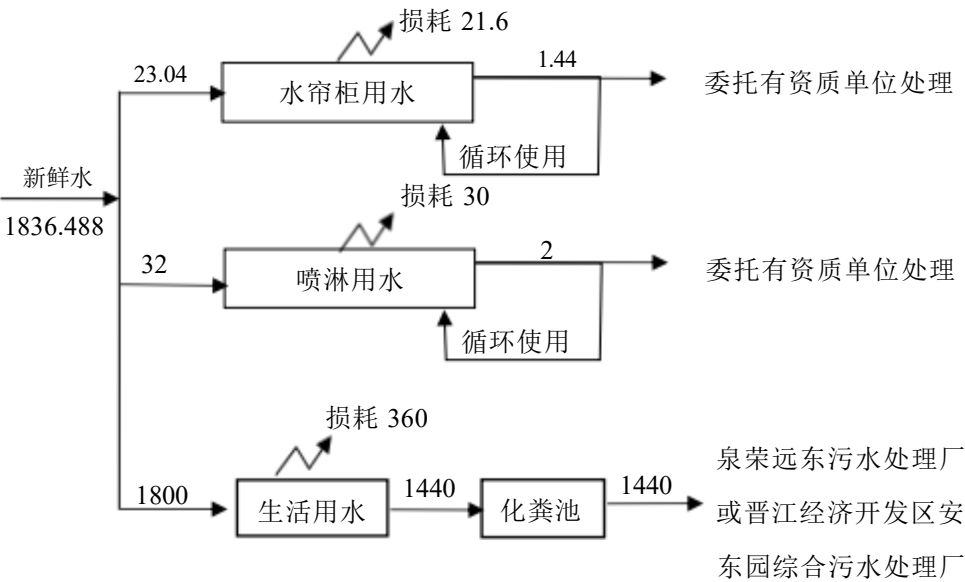 损耗 21.6
23.04
水帘柜用水
1.44
委托有资质单位处理
循环使用
新鲜水
1836.488
损耗 30
32
喷淋用水
2
委托有资质单位处理
循环使用
损耗 360
1800
生活用水
1440
化粪池
1440
泉荣远东污水处理厂
或晋江经济开发区安
东园综合污水处理厂